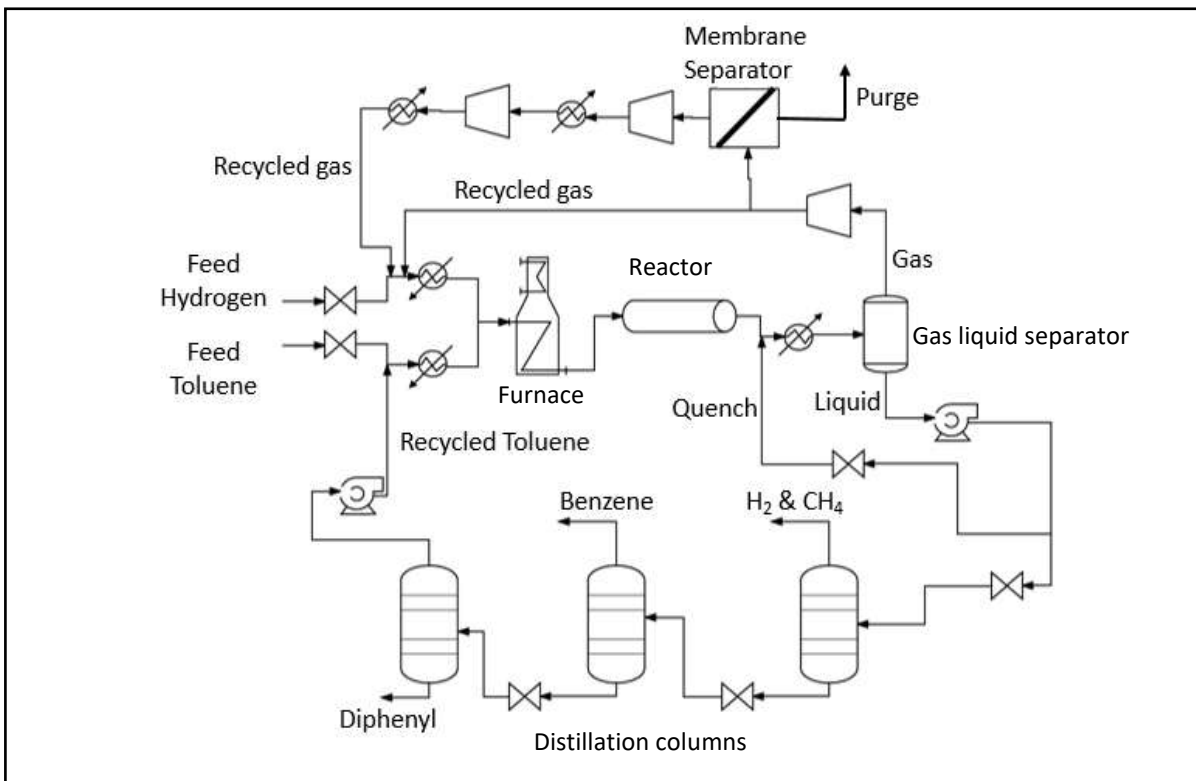 Membrane
Separator
Purge
Recycled gas
Recycled gas
Gas
Feed
Hydrogen
Reactor
Gas liquid separator
Feed
Toluene
Furnace
Quench
Liquid
Recycled Toluene
Benzene
H₂ & CH₄
Diphenyl
Distillation columns